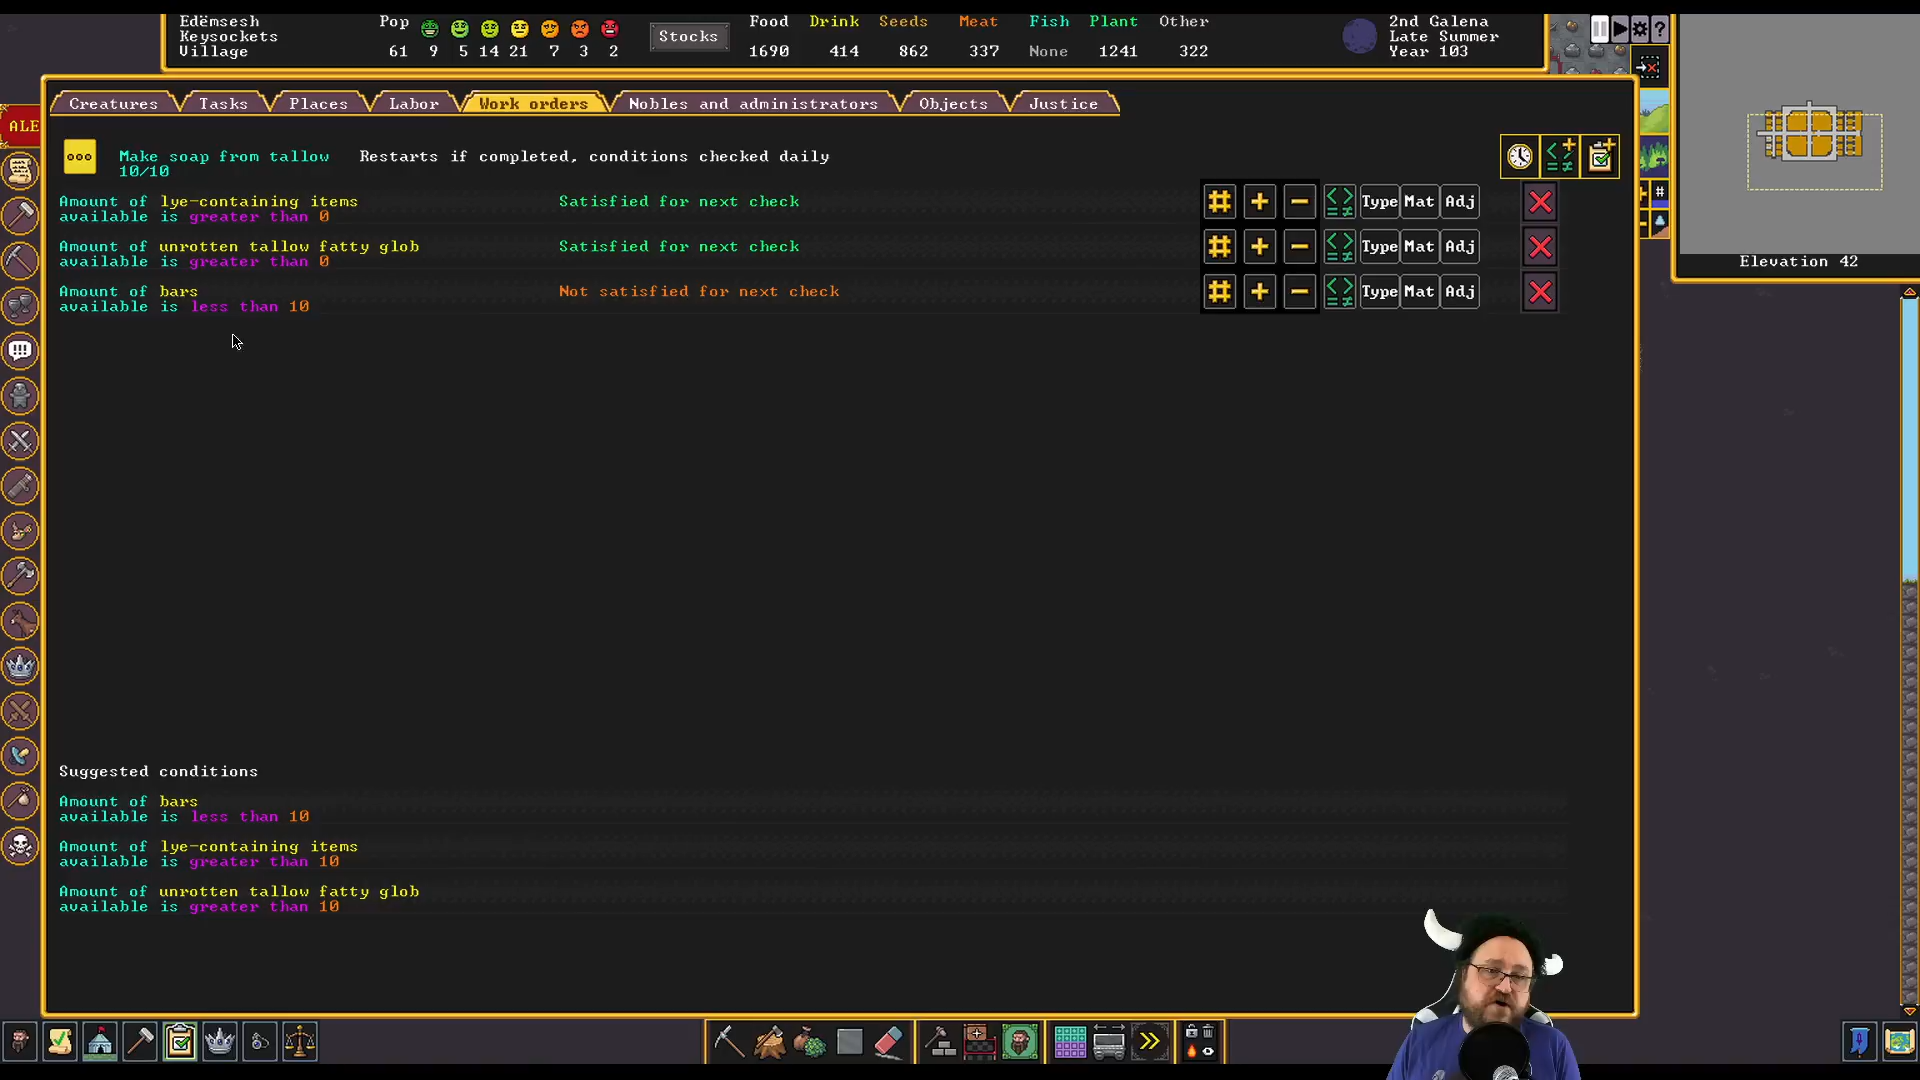 Edëmsesh
Keysockets
Village
Pop
61 9 5 14 21 7 3 2
Stocks
Food Drink Seeds Meat Fish Plant Other
1690 414 862 337 None 1241 322
2nd Galena
Late Summer
Year 103
?
Elevation 42
#
ALE
Creatures Tasks Places Labor Work orders Nobles and administrators Objects Justice
Make soap from tallow Restarts if completed, conditions checked daily
10/10
Amount of lye-containing items Satisfied for next check
available is greater than 0
Type Mat Adj
Amount of unrotten tallow fatty glob Satisfied for next check
available is greater than 0
Type Mat Adj
Amount of bars Not satisfied for next check
available is less than 10
Type Mat Adj
Suggested conditions
Amount of bars
available is less than 10
Amount of lye-containing items
available is greater than 10
Amount of unrotten tallow fatty glob
available is greater than 10